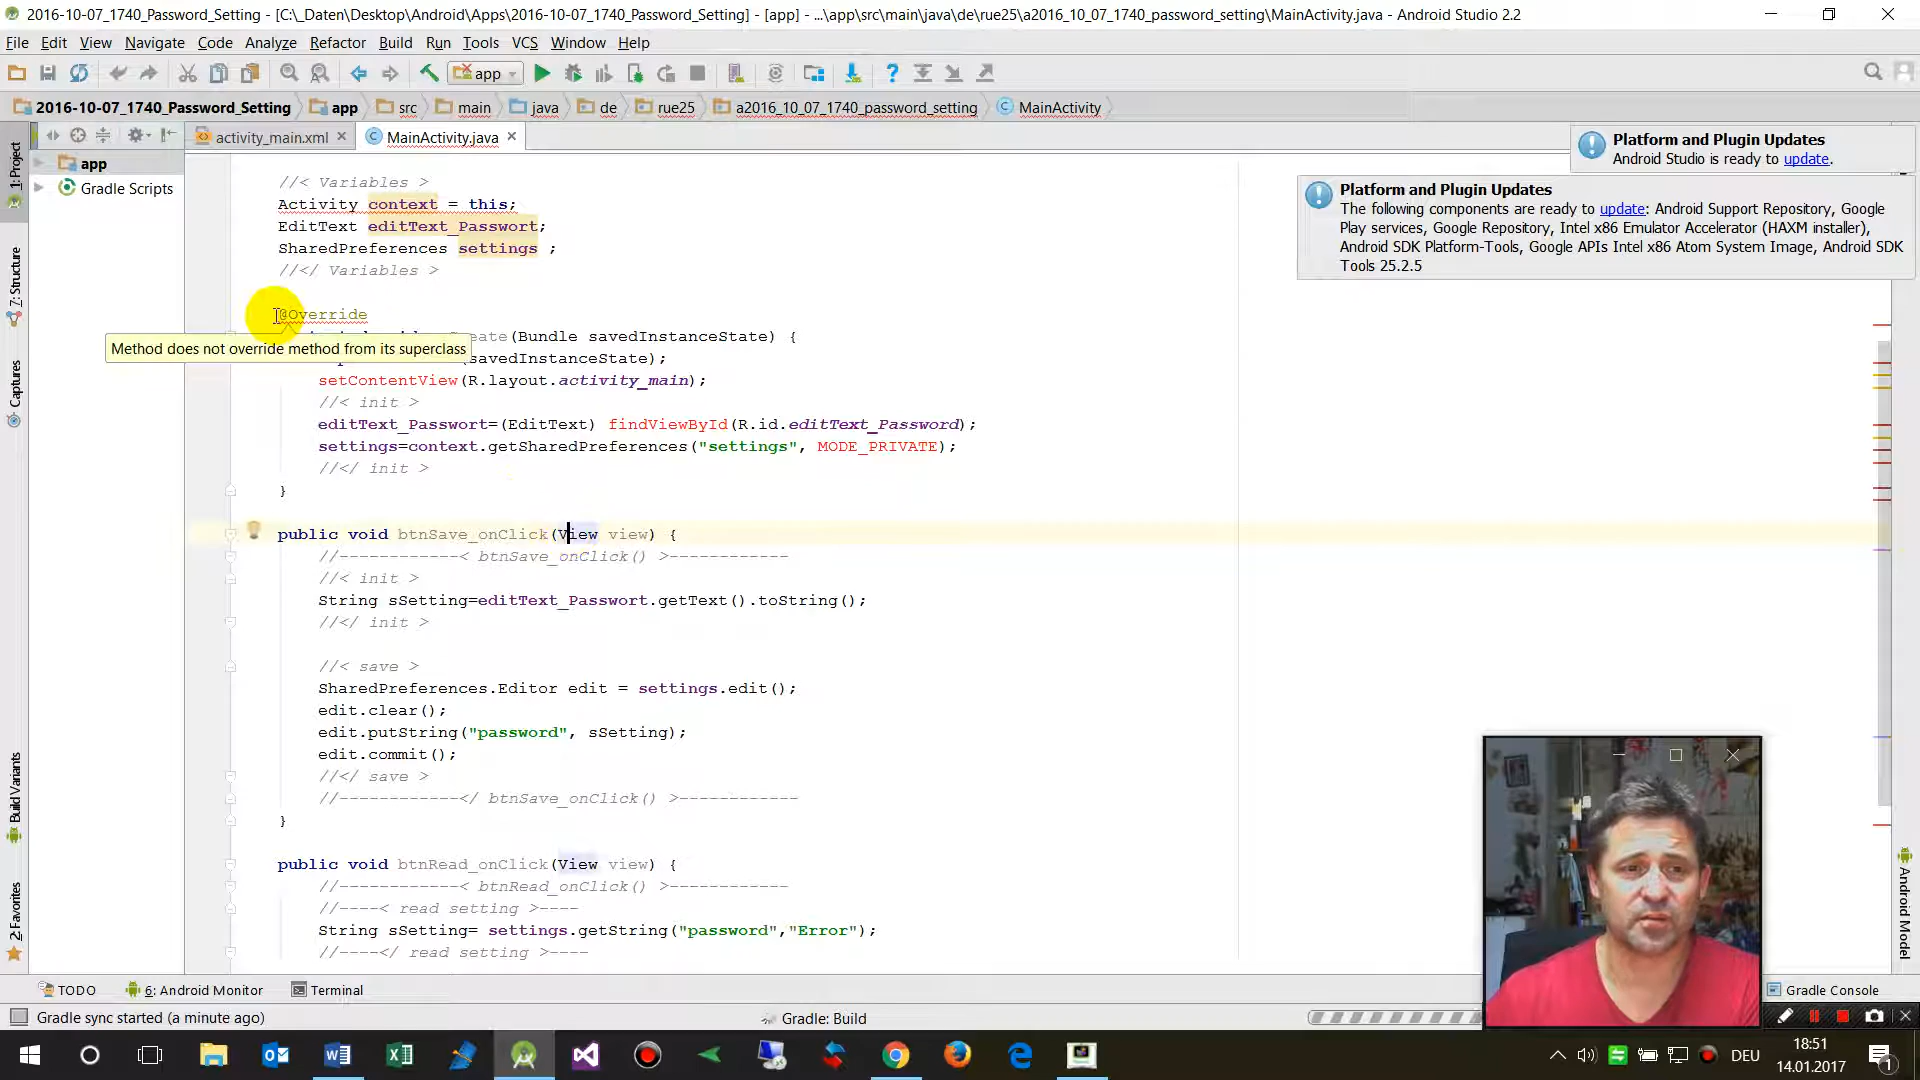 2016-10-07_1740_Password_Setting - [C:\_Daten\Desktop\Android\Apps\2016-10-07_1740_Password_Setting] - [app] - ...\app\src\main\java\de\rue25\a2016_10_07_1740_password_setting\MainActivity.java - Android Studio 2.2
File Edit View Navigate Code Analyze Refactor Build Run Tools VCS Window Help
app
2016-10-07_1740_Password_Setting app src main java de rue25 a2016_10_07_1740_password_setting MainActivity
activity_main.xml MainActivity.java
1: Project
7: Structure
Captures
Build Variants
2: Favorites
app
Gradle Scripts
Platform and Plugin Updates
Android Studio is ready to update.
Platform and Plugin Updates
The following components are ready to update: Android Support Repository, Google
Play services, Google Repository, Intel x86 Emulator Accelerator (HAXM installer),
Android SDK Platform-Tools, Google APIs Intel x86 Atom System Image, Android SDK
Tools 25.2.5
//< Variables >
Activity context = this;
EditText editText_Passwort;
SharedPreferences settings ;
//</ Variables >
@Override
eate(Bundle savedInstanceState) {
Method does not override method from its superclass
savedInstanceState);
setContentView(R.layout.activity_main);
//< init >
editText_Passwort=(EditText) findViewById(R.id.editText_Password);
settings=context.getSharedPreferences("settings", MODE_PRIVATE);
//</ init >
}
public void btnSave_onClick(View view) {
//------------< btnSave_onClick() >------------
//< init >
String sSetting=editText_Passwort.getText().toString();
//</ init >
//< save >
SharedPreferences.Editor edit = settings.edit();
edit.clear();
edit.putString("password", sSetting);
edit.commit();
//</ save >
//------------</ btnSave_onClick() >------------
}
public void btnRead_onClick(View view) {
//------------< btnRead_onClick() >------------
//----< read setting >----
String sSetting= settings.getString("password","Error");
//----</ read setting >----
Android Model
TODO 6: Android Monitor Terminal Gradle Console
Gradle sync started (a minute ago) Gradle: Build
DEU
18:51
14.01.2017
1